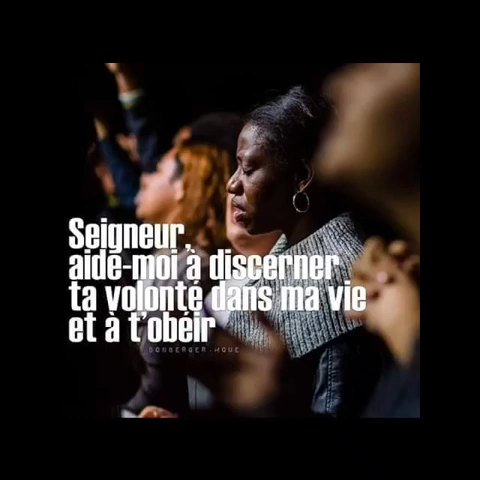 Seigneur,
aide-moi à discerner
ta volonté dans ma vie
et à t'obéir